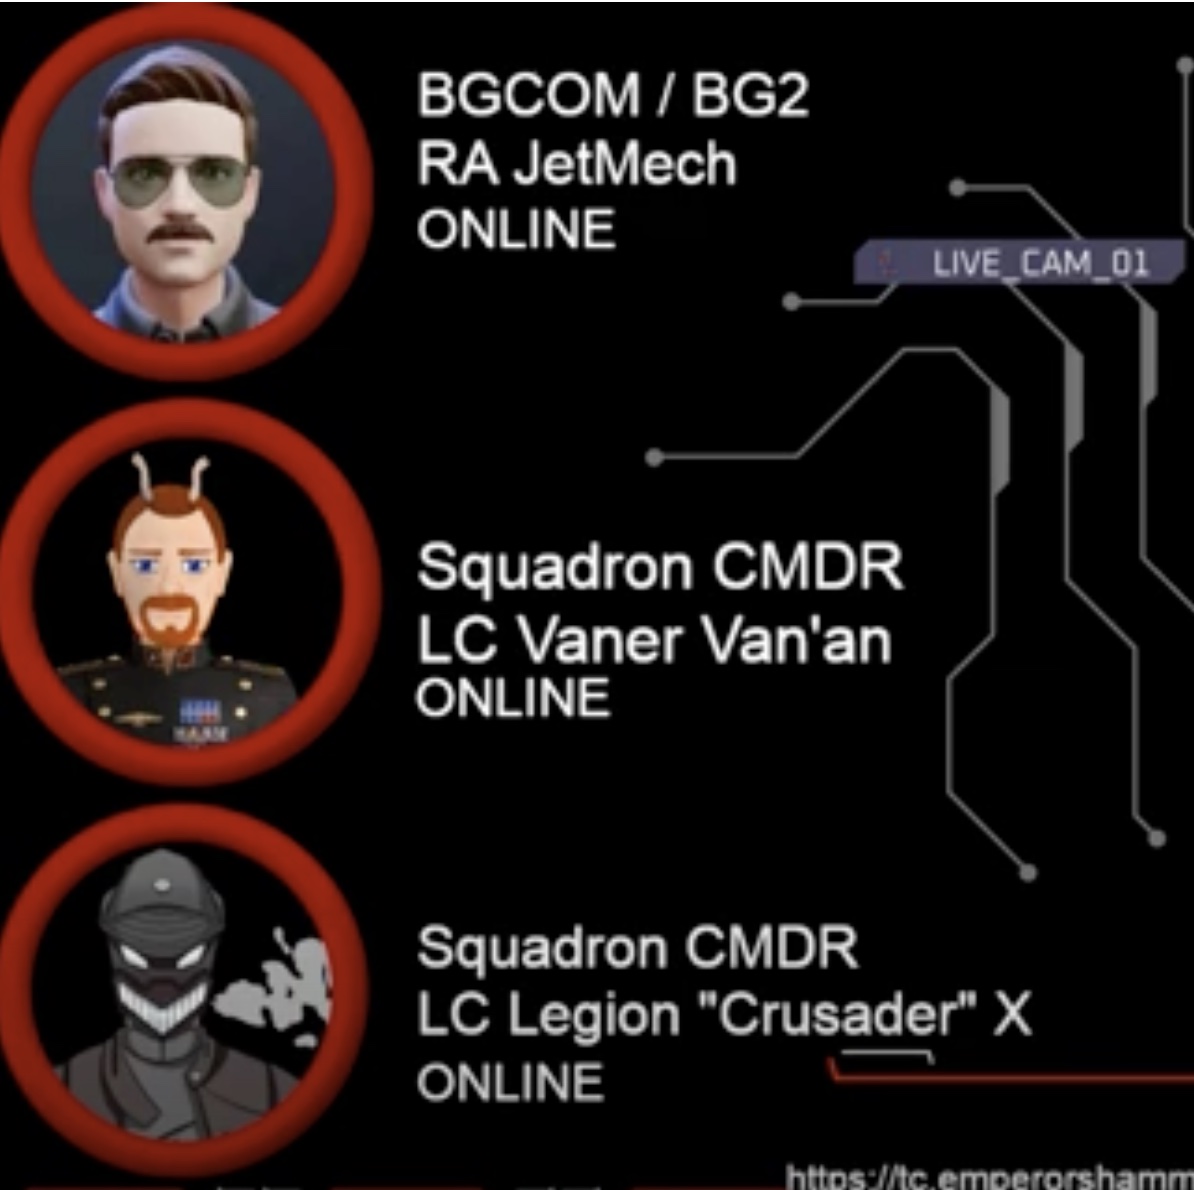 BGCOM / BG2
RA JetMech
ONLINE
LIVE_CAM_01
Squadron CMDR
LC Vaner Van'an
ONLINE
Squadron CMDR
LC Legion "Crusader" X
ONLINE
https://tc.emperorshamm